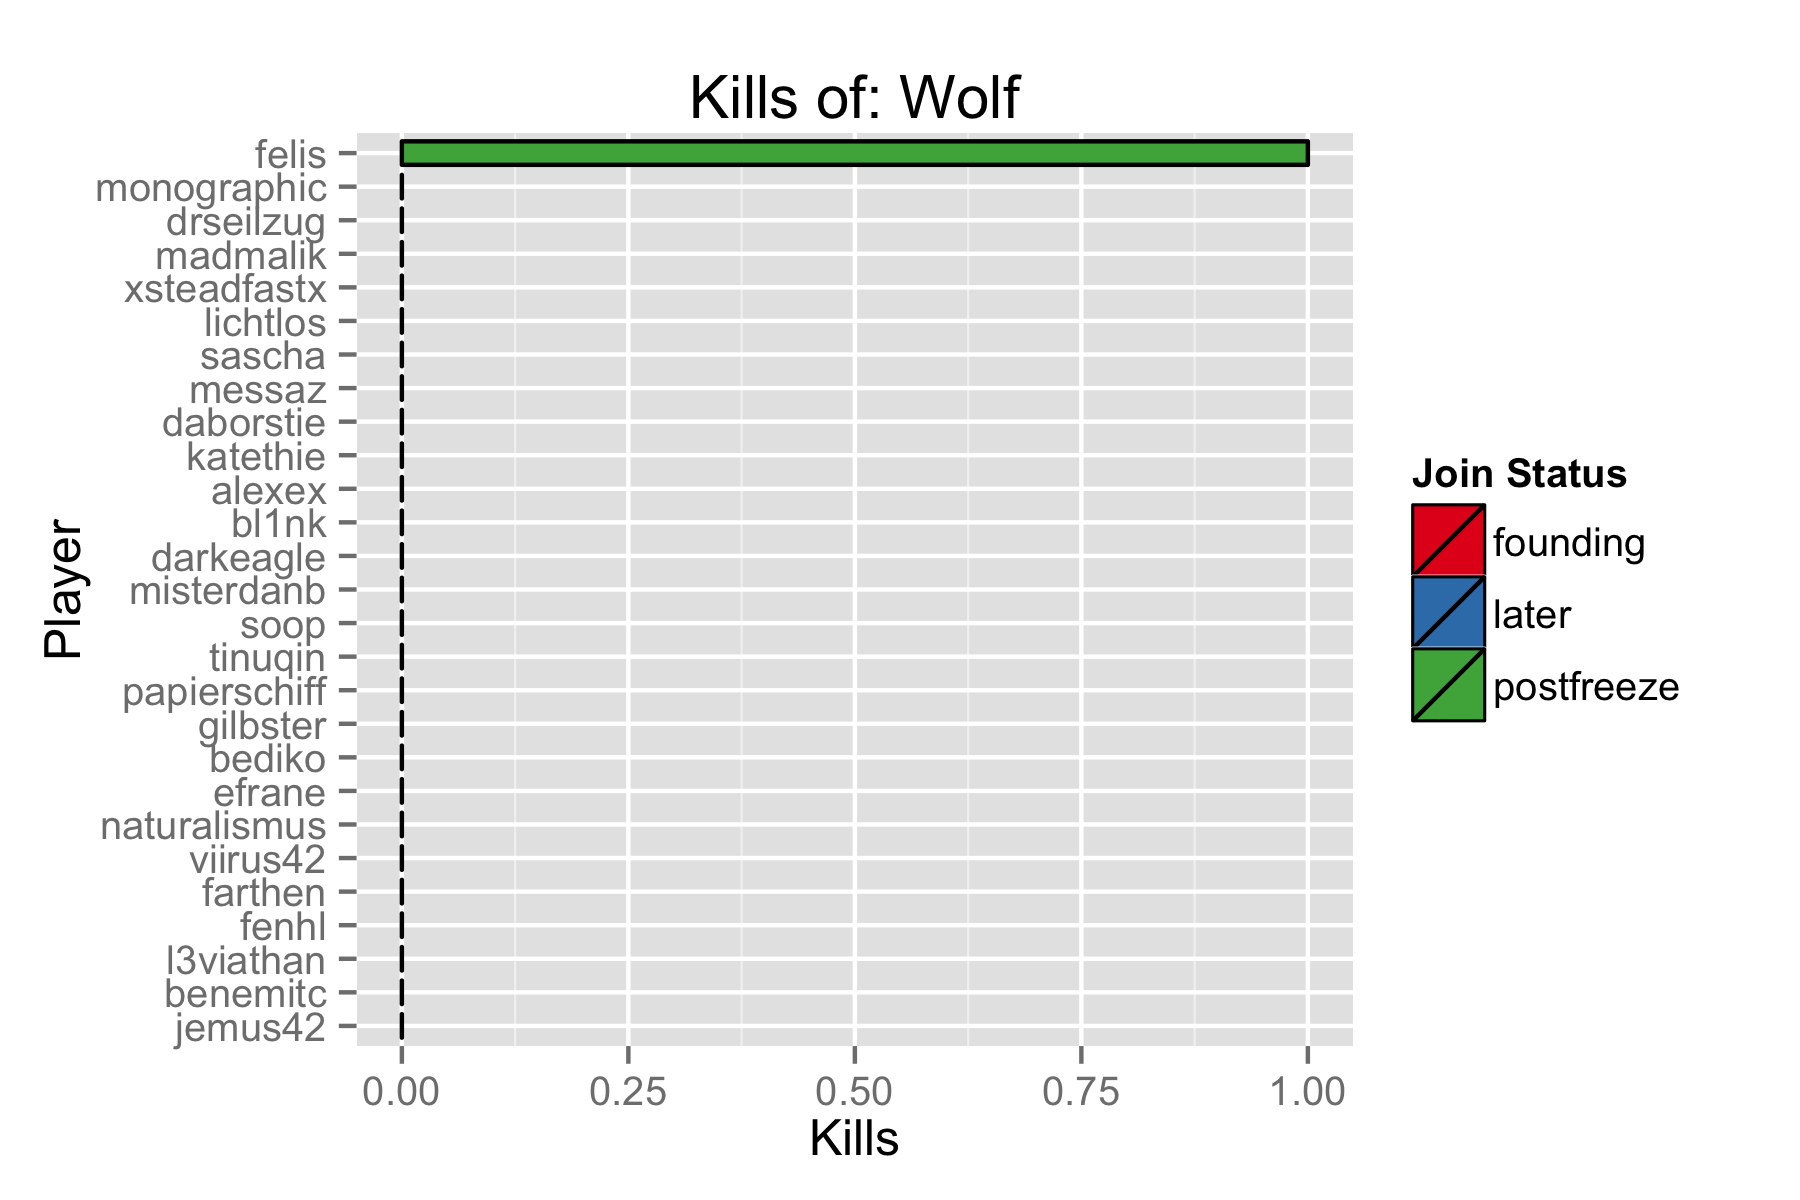 Kills of: Wolf
felis
monographic
drseilzug
madmalik
xsteadfastx
lichtlos
sascha
messaz
daborstie
katethie
alexex
bl1nk
darkeagle
misterdanb
soop
tinuqin
papierschiff
gilbster
bediko
efrane
naturalismus
viirus42
farthen
fenhl
l3viathan
benemitc
jemus42
Player
0.00 0.25 0.50 0.75 1.00
Kills
Join Status
founding
later
postfreeze